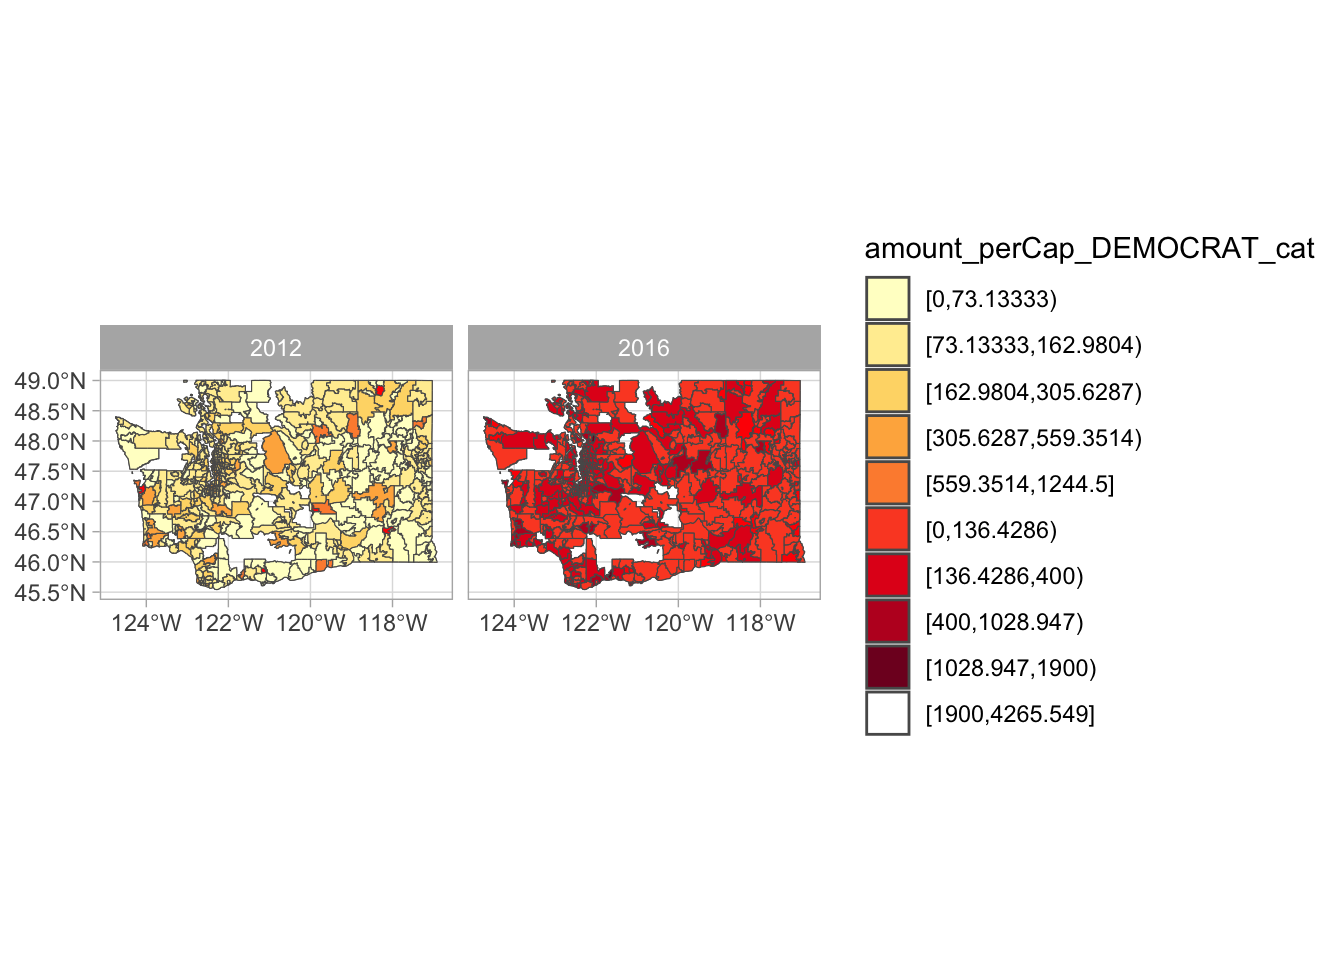 amount_perCap_DEMOCRAT_cat
[0,73.13333)
[73.13333,162.9804)
[162.9804,305.6287)
[305.6287,559.3514)
[559.3514,1244.5]
[0,136.4286)
[136.4286,400)
[400,1028.947)
[1028.947,1900)
[1900,4265.549]
2012
2016
49.0°N
48.5°N
48.0°N
47.5°N
47.0°N
46.5°N
46.0°N
45.5°N
124°W 122°W 120°W 118°W
124°W 122°W 120°W 118°W